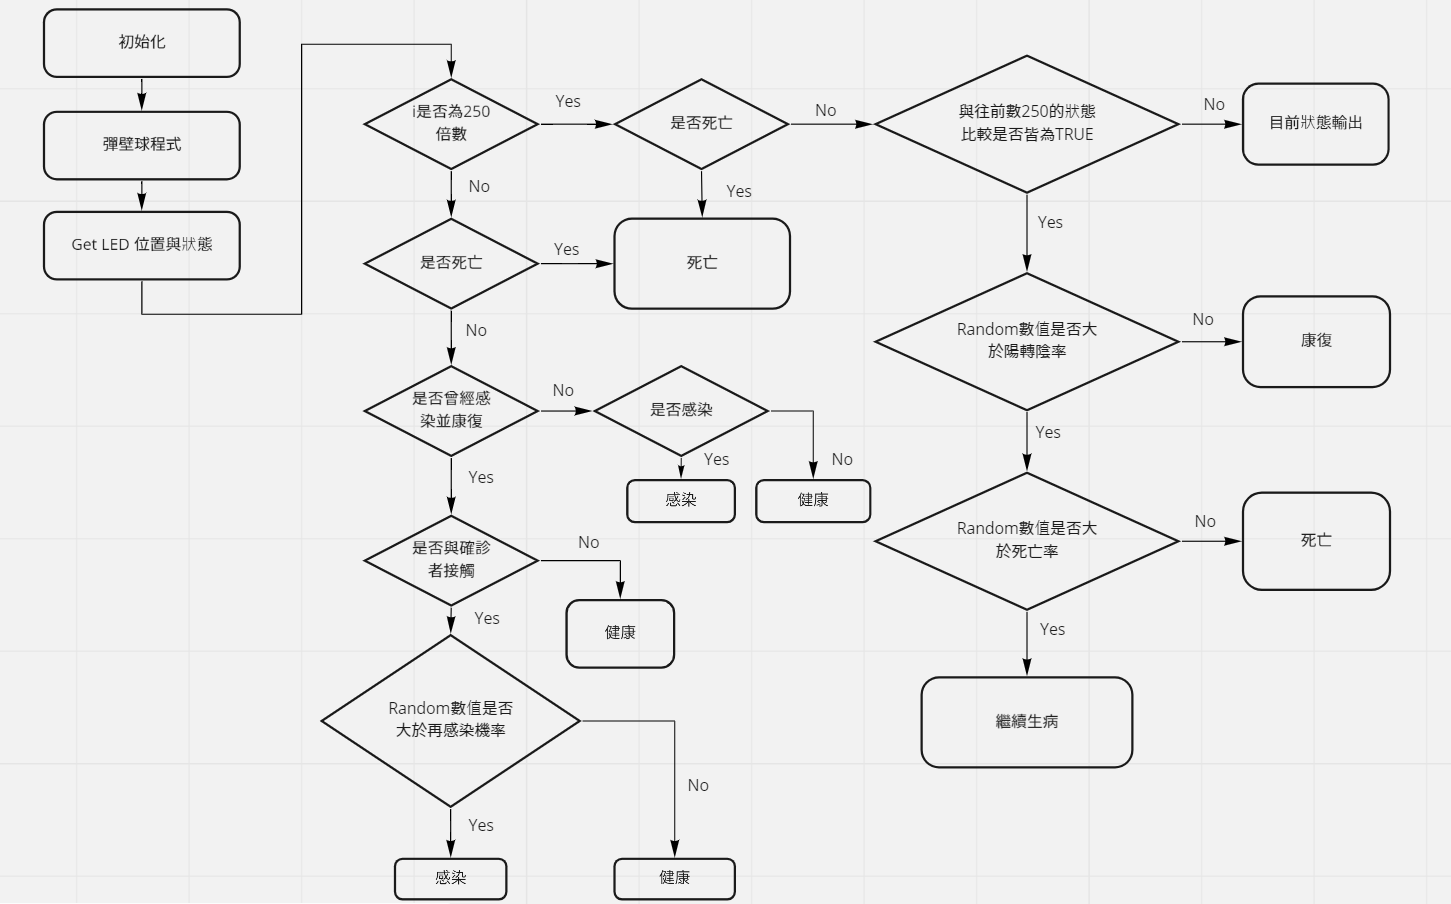 初始化
彈壁球程式
Get LED 位置與狀態
i是否為250
倍數
Yes
是否死亡
No
與往前數250的狀態
比較是否皆為TRUE
No
目前狀態輸出
No
Yes
Yes
是否死亡
Yes
死亡
No
Random數值是否大
於陽轉陰率
No
康復
是否曾經感
染並康復
No
是否感染
Yes
Yes
No
感染
健康
Yes
Random數值是否大
於死亡率
No
死亡
是否與確診
者接觸
No
Yes
健康
Yes
Random數值是否
大於再感染機率
繼續生病
No
Yes
感染
健康